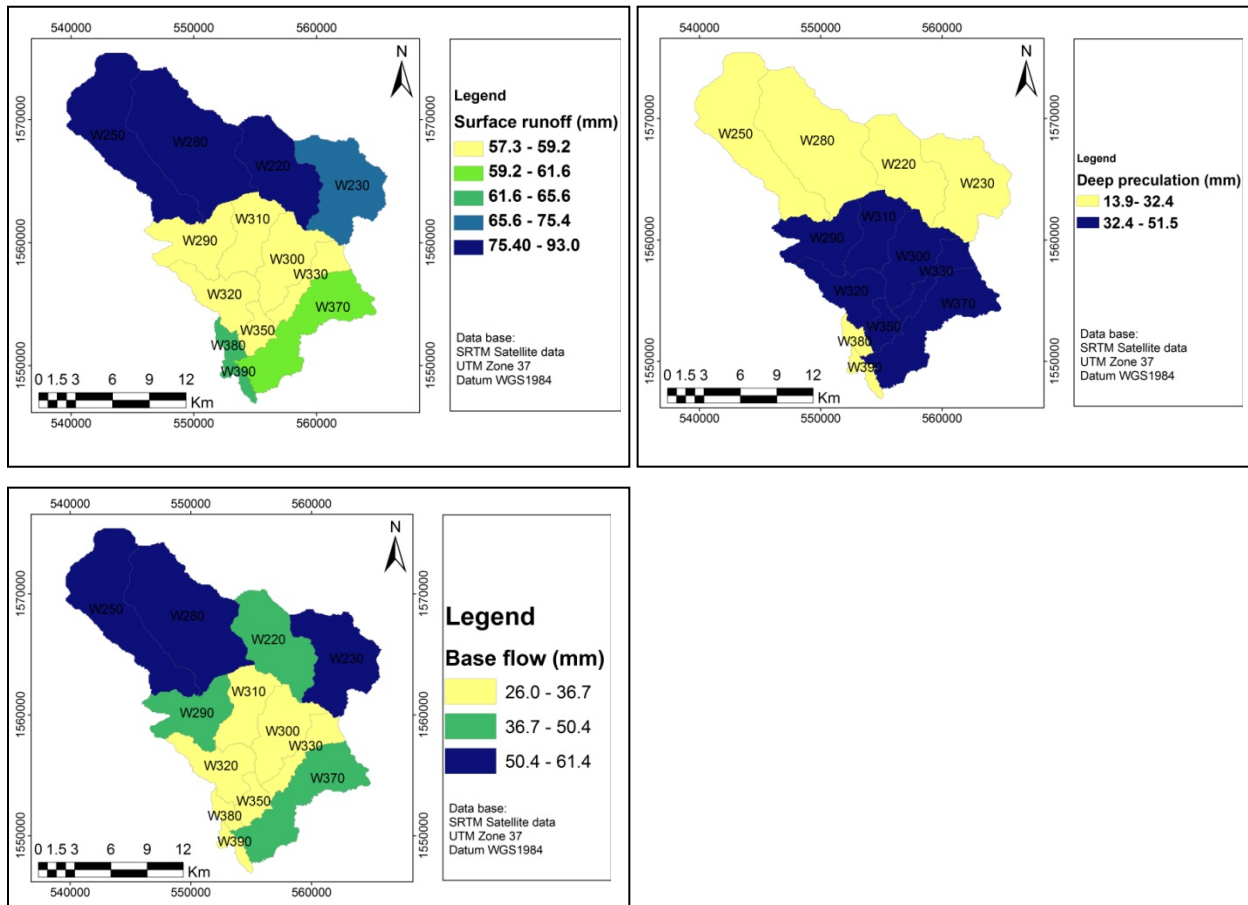 540000 550000 560000
N
1570000
1560000
1550000
W250
W280
W220
W230
W310
W290
W300
W330
W320
W370
W350
W380
W390
0 1.5 3 6 9 12
Km
540000 550000 560000
Legend
Surface runoff (mm)
57.3 - 59.2
59.2 - 61.6
61.6 - 65.6
65.6 - 75.4
75.40 - 93.0
Data base:
SRTM Satellite data
UTM Zone 37
Datum WGS1984
540000 550000 560000
N
1570000
1560000
1550000
W250
W280
W220
W230
W310
W290
W300
W330
W320
W370
W350
W380
W390
0 1.5 3 6 9 12
Km
540000 550000 560000
Legend
Deep preculation (mm)
13.9- 32.4
32.4 - 51.5
Data base:
SRTM Satellite data
UTM Zone 37
Datum WGS1984
540000 550000 560000
N
1570000
1560000
1550000
W250
W280
W220
W230
W310
W290
W300
W330
W320
W370
W350
W380
W390
0 1.5 3 6 9 12
Km
540000 550000 560000
Legend
Base flow (mm)
26.0 - 36.7
36.7 - 50.4
50.4 - 61.4
Data base:
SRTM Satellite data
UTM Zone 37
Datum WGS1984